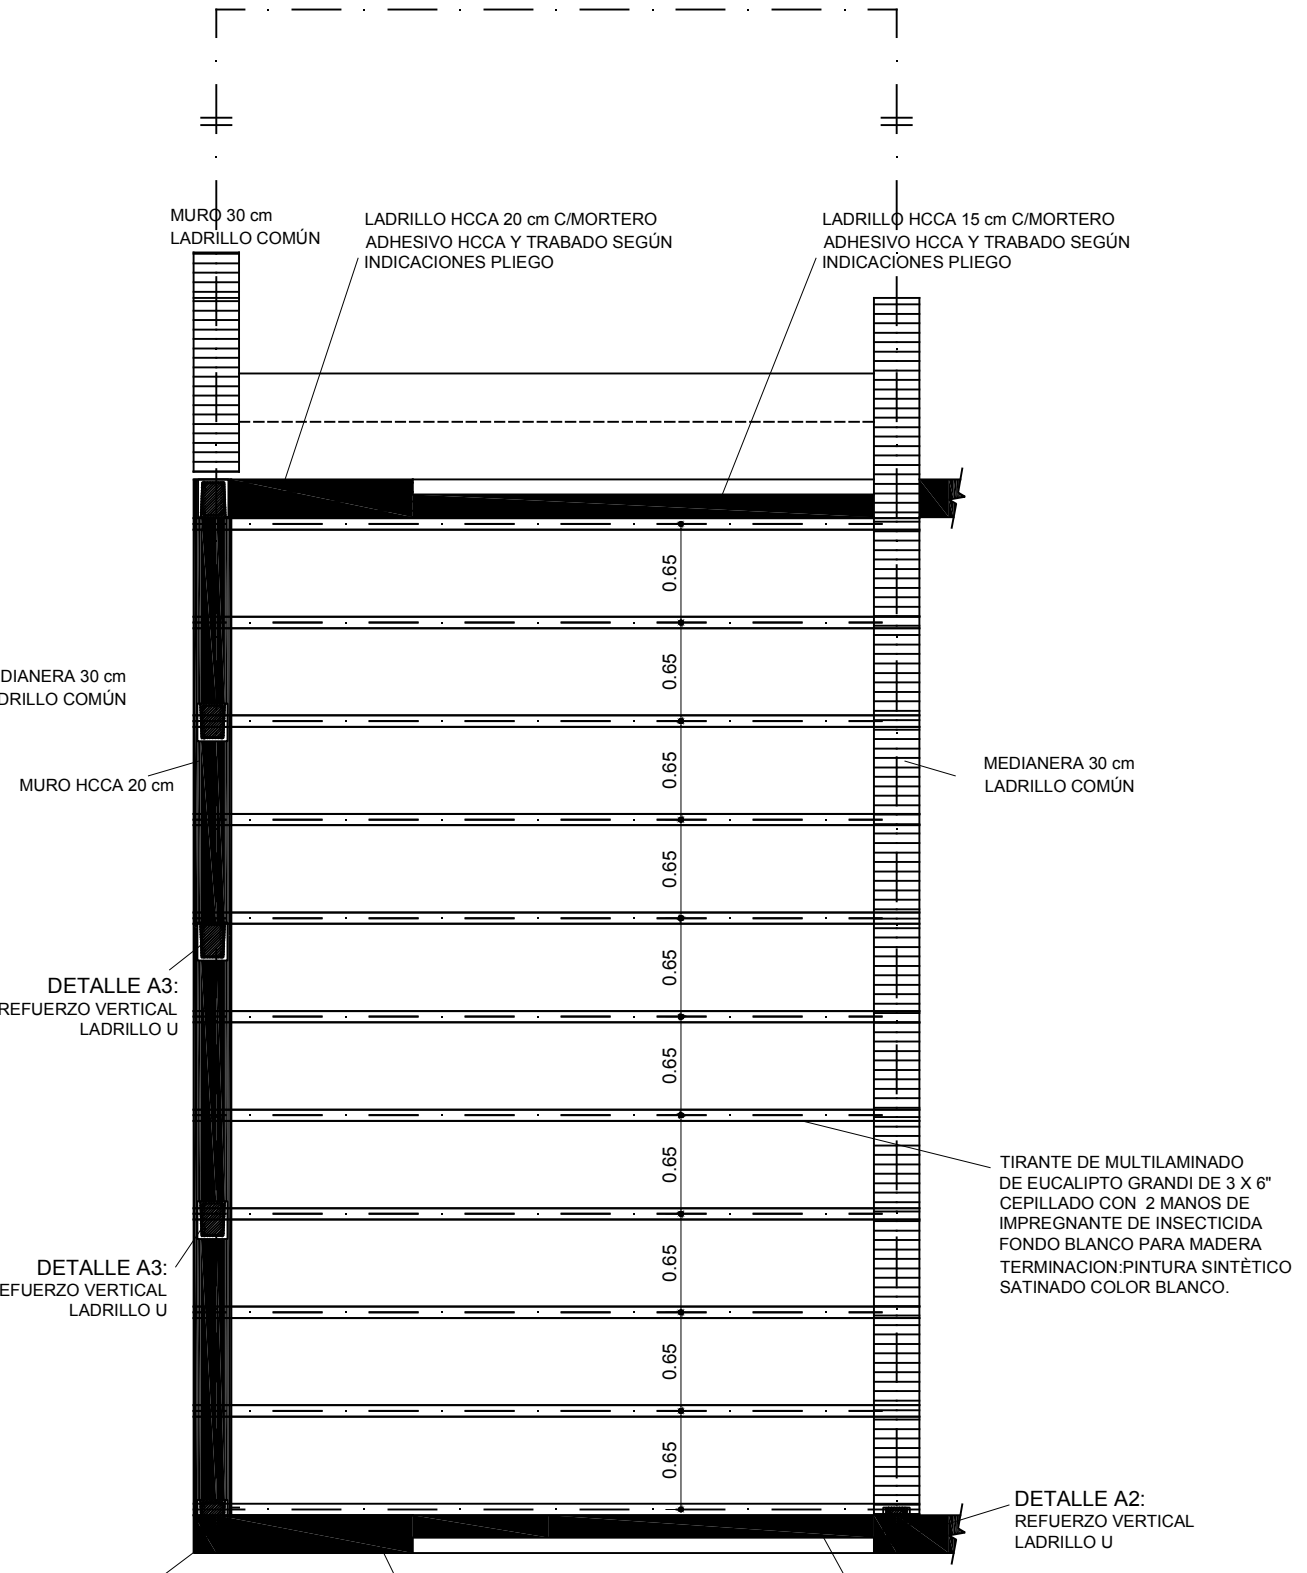 MURO 30 cm
LADRILLO COMÚN
LADRILLO HCCA 20 cm C/MORTERO
ADHESIVO HCCA Y TRABADO SEGÚN
INDICACIONES PLIEGO
LADRILLO HCCA 15 cm C/MORTERO
ADHESIVO HCCA Y TRABADO SEGÚN
INDICACIONES PLIEGO
0.65
0.65
DIANERA 30 cm
DRILLO COMÚN
MURO HCCA 20 cm
0.65
MEDIANERA 30 cm
LADRILLO COMÚN
0.65
0.65
DETALLE A3:
REFUERZO VERTICAL
LADRILLO U
0.65
0.65
TIRANTE DE MULTILAMINADO
DE EUCALIPTO GRANDI DE 3 X 6"
CEPILLADO CON 2 MANOS DE
IMPREGNANTE DE INSECTICIDA
FONDO BLANCO PARA MADERA
TERMINACION:PINTURA SINTÈTICO
SATINADO COLOR BLANCO.
0.65
DETALLE A3:
EFUERZO VERTICAL
LADRILLO U
0.65
0.65
DETALLE A2:
REFUERZO VERTICAL
LADRILLO U